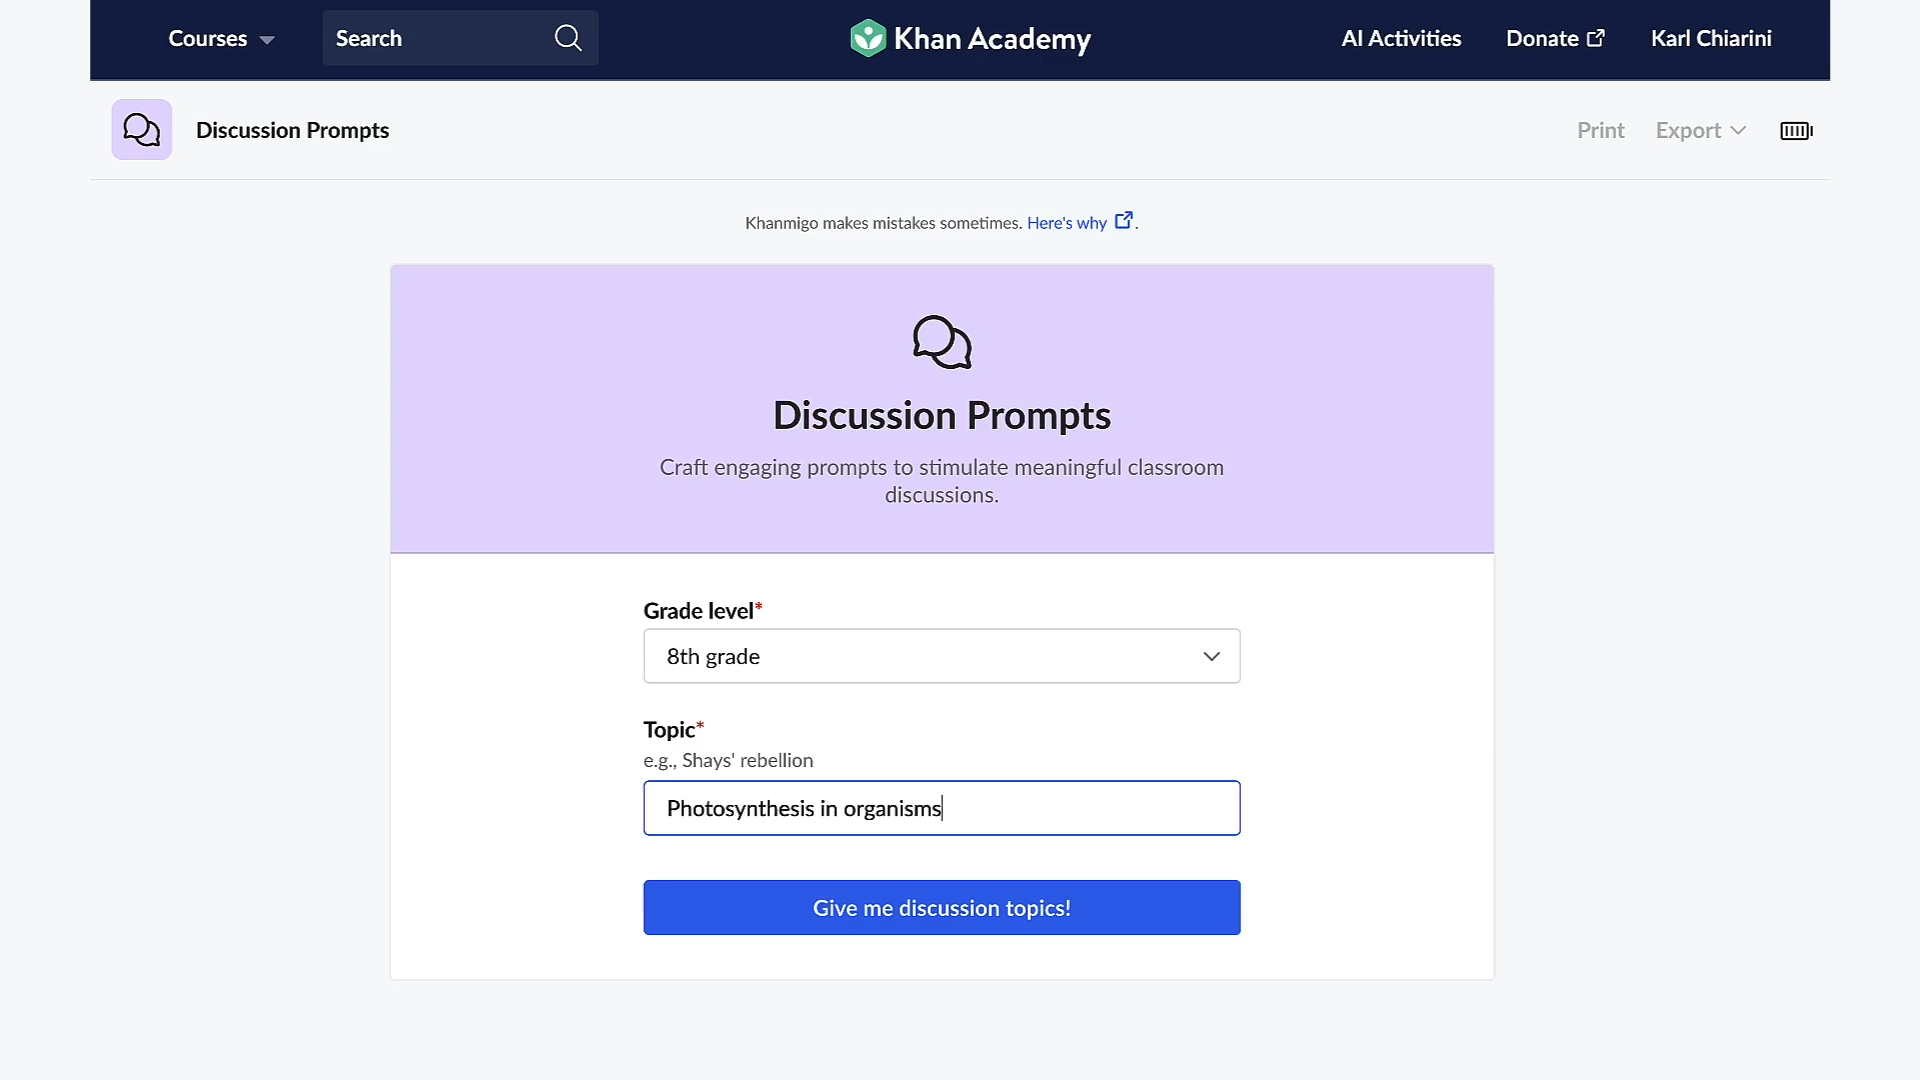 Courses
Search
Khan Academy
AI Activities
Donate
Karl Chiarini
Discussion Prompts
Print
Export
Khanmigo makes mistakes sometimes. Here's why .
Discussion Prompts
Craft engaging prompts to stimulate meaningful classroom
discussions.
Grade level*
8th grade
Topic*
e.g., Shays' rebellion
Photosynthesis in organisms
Give me discussion topics!